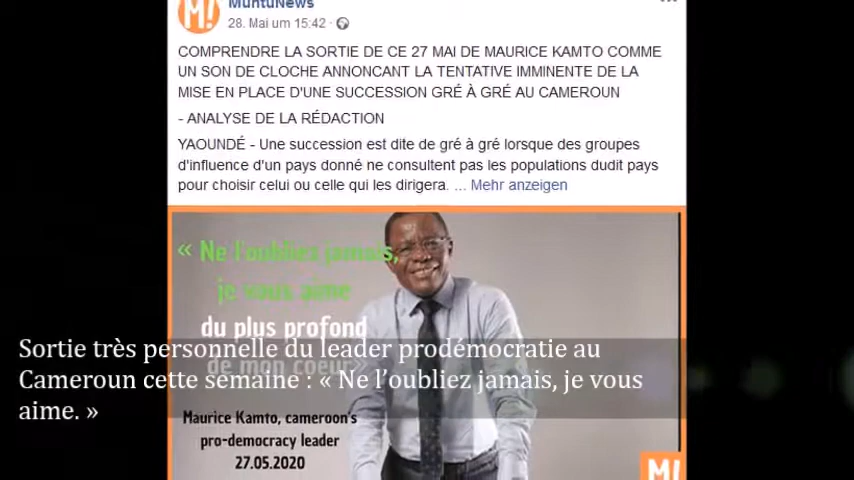 MuntuNews
28. Mai um 15:42 ·
COMPRENDRE LA SORTIE DE CE 27 MAI DE MAURICE KAMTO COMME
UN SON DE CLOCHE ANNONCANT LA TENTATIVE IMMINENTE DE LA
MISE EN PLACE D'UNE SUCCESSION GRÉ À GRÉ AU CAMEROUN
- ANALYSE DE LA RÉDACTION
YAOUNDÉ - Une succession est dite de gré à gré lorsque des groupes
d'influence d'un pays donné ne consultent pas les populations dudit pays
pour choisir celui ou celle qui les dirigera. ... Mehr anzeigen
« Ne l'oubliez jamais,
je vous aime
du plus profond
de mon coeur»
Sortie très personnelle du leader prodémocratie au
Cameroun cette semaine : « Ne l'oubliez jamais, je vous
aime. »
Maurice Kamto, cameroon's
pro-democracy leader
27.05.2020
M!
M!